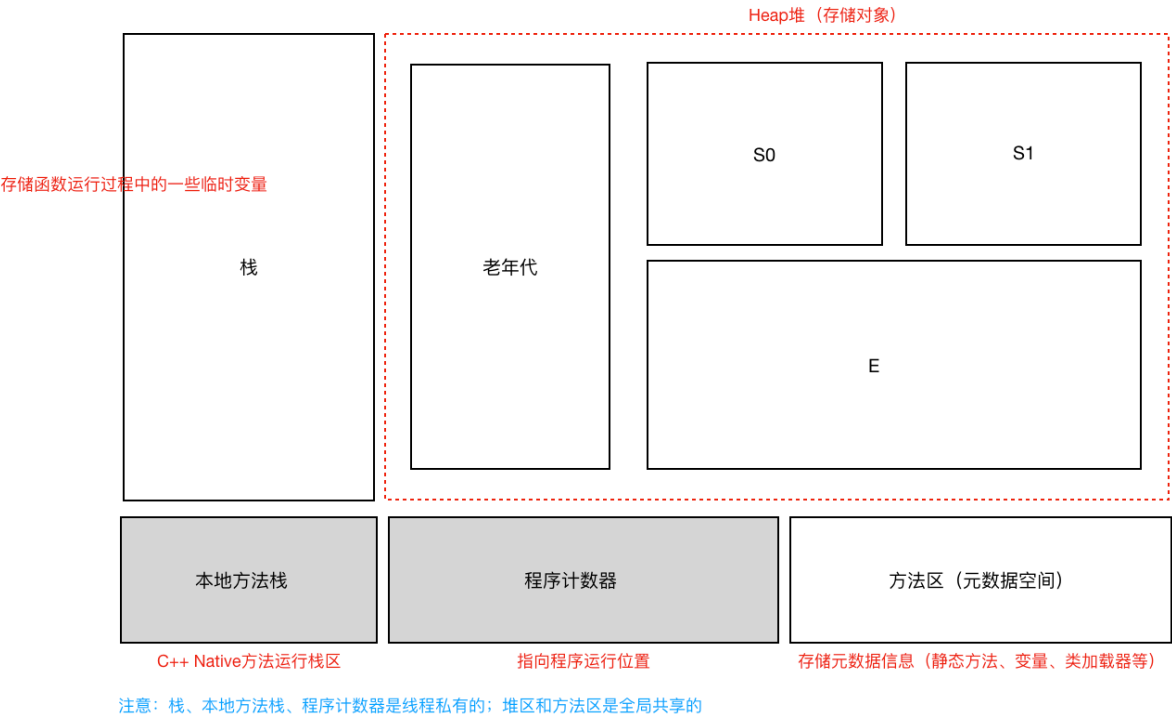 Heap堆（存储对象）
S0
S1
存储函数运行过程中的一些临时变量
栈
老年代
E
本地方法栈
程序计数器
方法区（元数据空间）
C++ Native方法运行栈区
指向程序运行位置
存储元数据信息（静态方法、变量、类加载器等）
注意：栈、本地方法栈、程序计数器是线程私有的；堆区和方法区是全局共享的